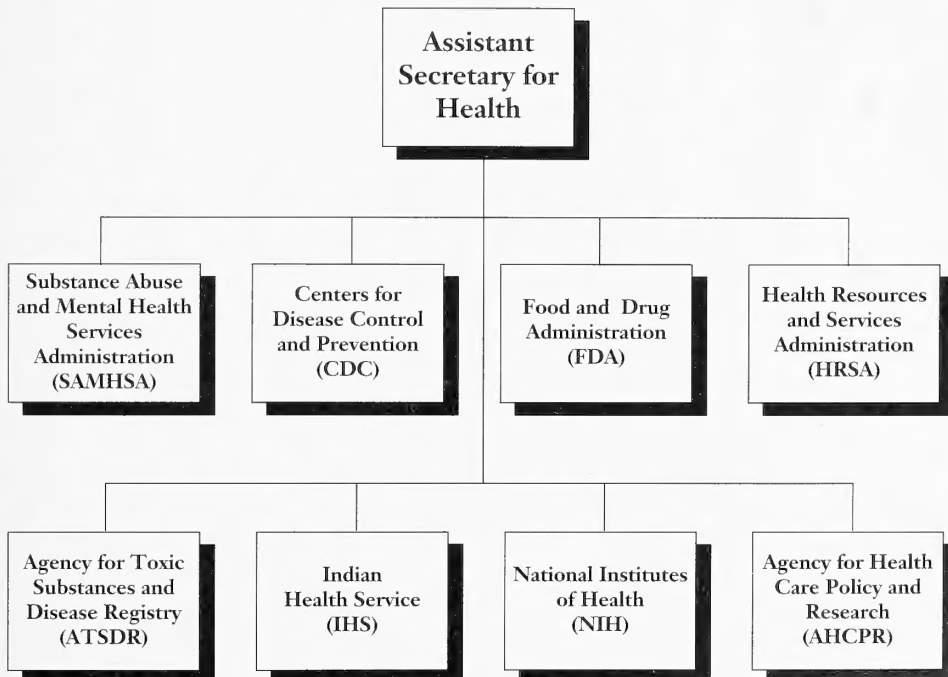 Assistant
Secretary for
Health
Substance Abuse
and Mental Health
Services
Administration
(SAMHSA)
Centers for
Disease Control
and Prevention
(CDC)
Food and Drug
Administration
(FDA)
Health Resources
and Services
Administration
(HRSA)
Agency for Toxic
Substances and
Disease Registry
(ATSDR)
Indian
Health Service
(IHS)
National Institutes
of Health
(NIH)
Agency for Health
Care Policy and
Research
(AHCPR)